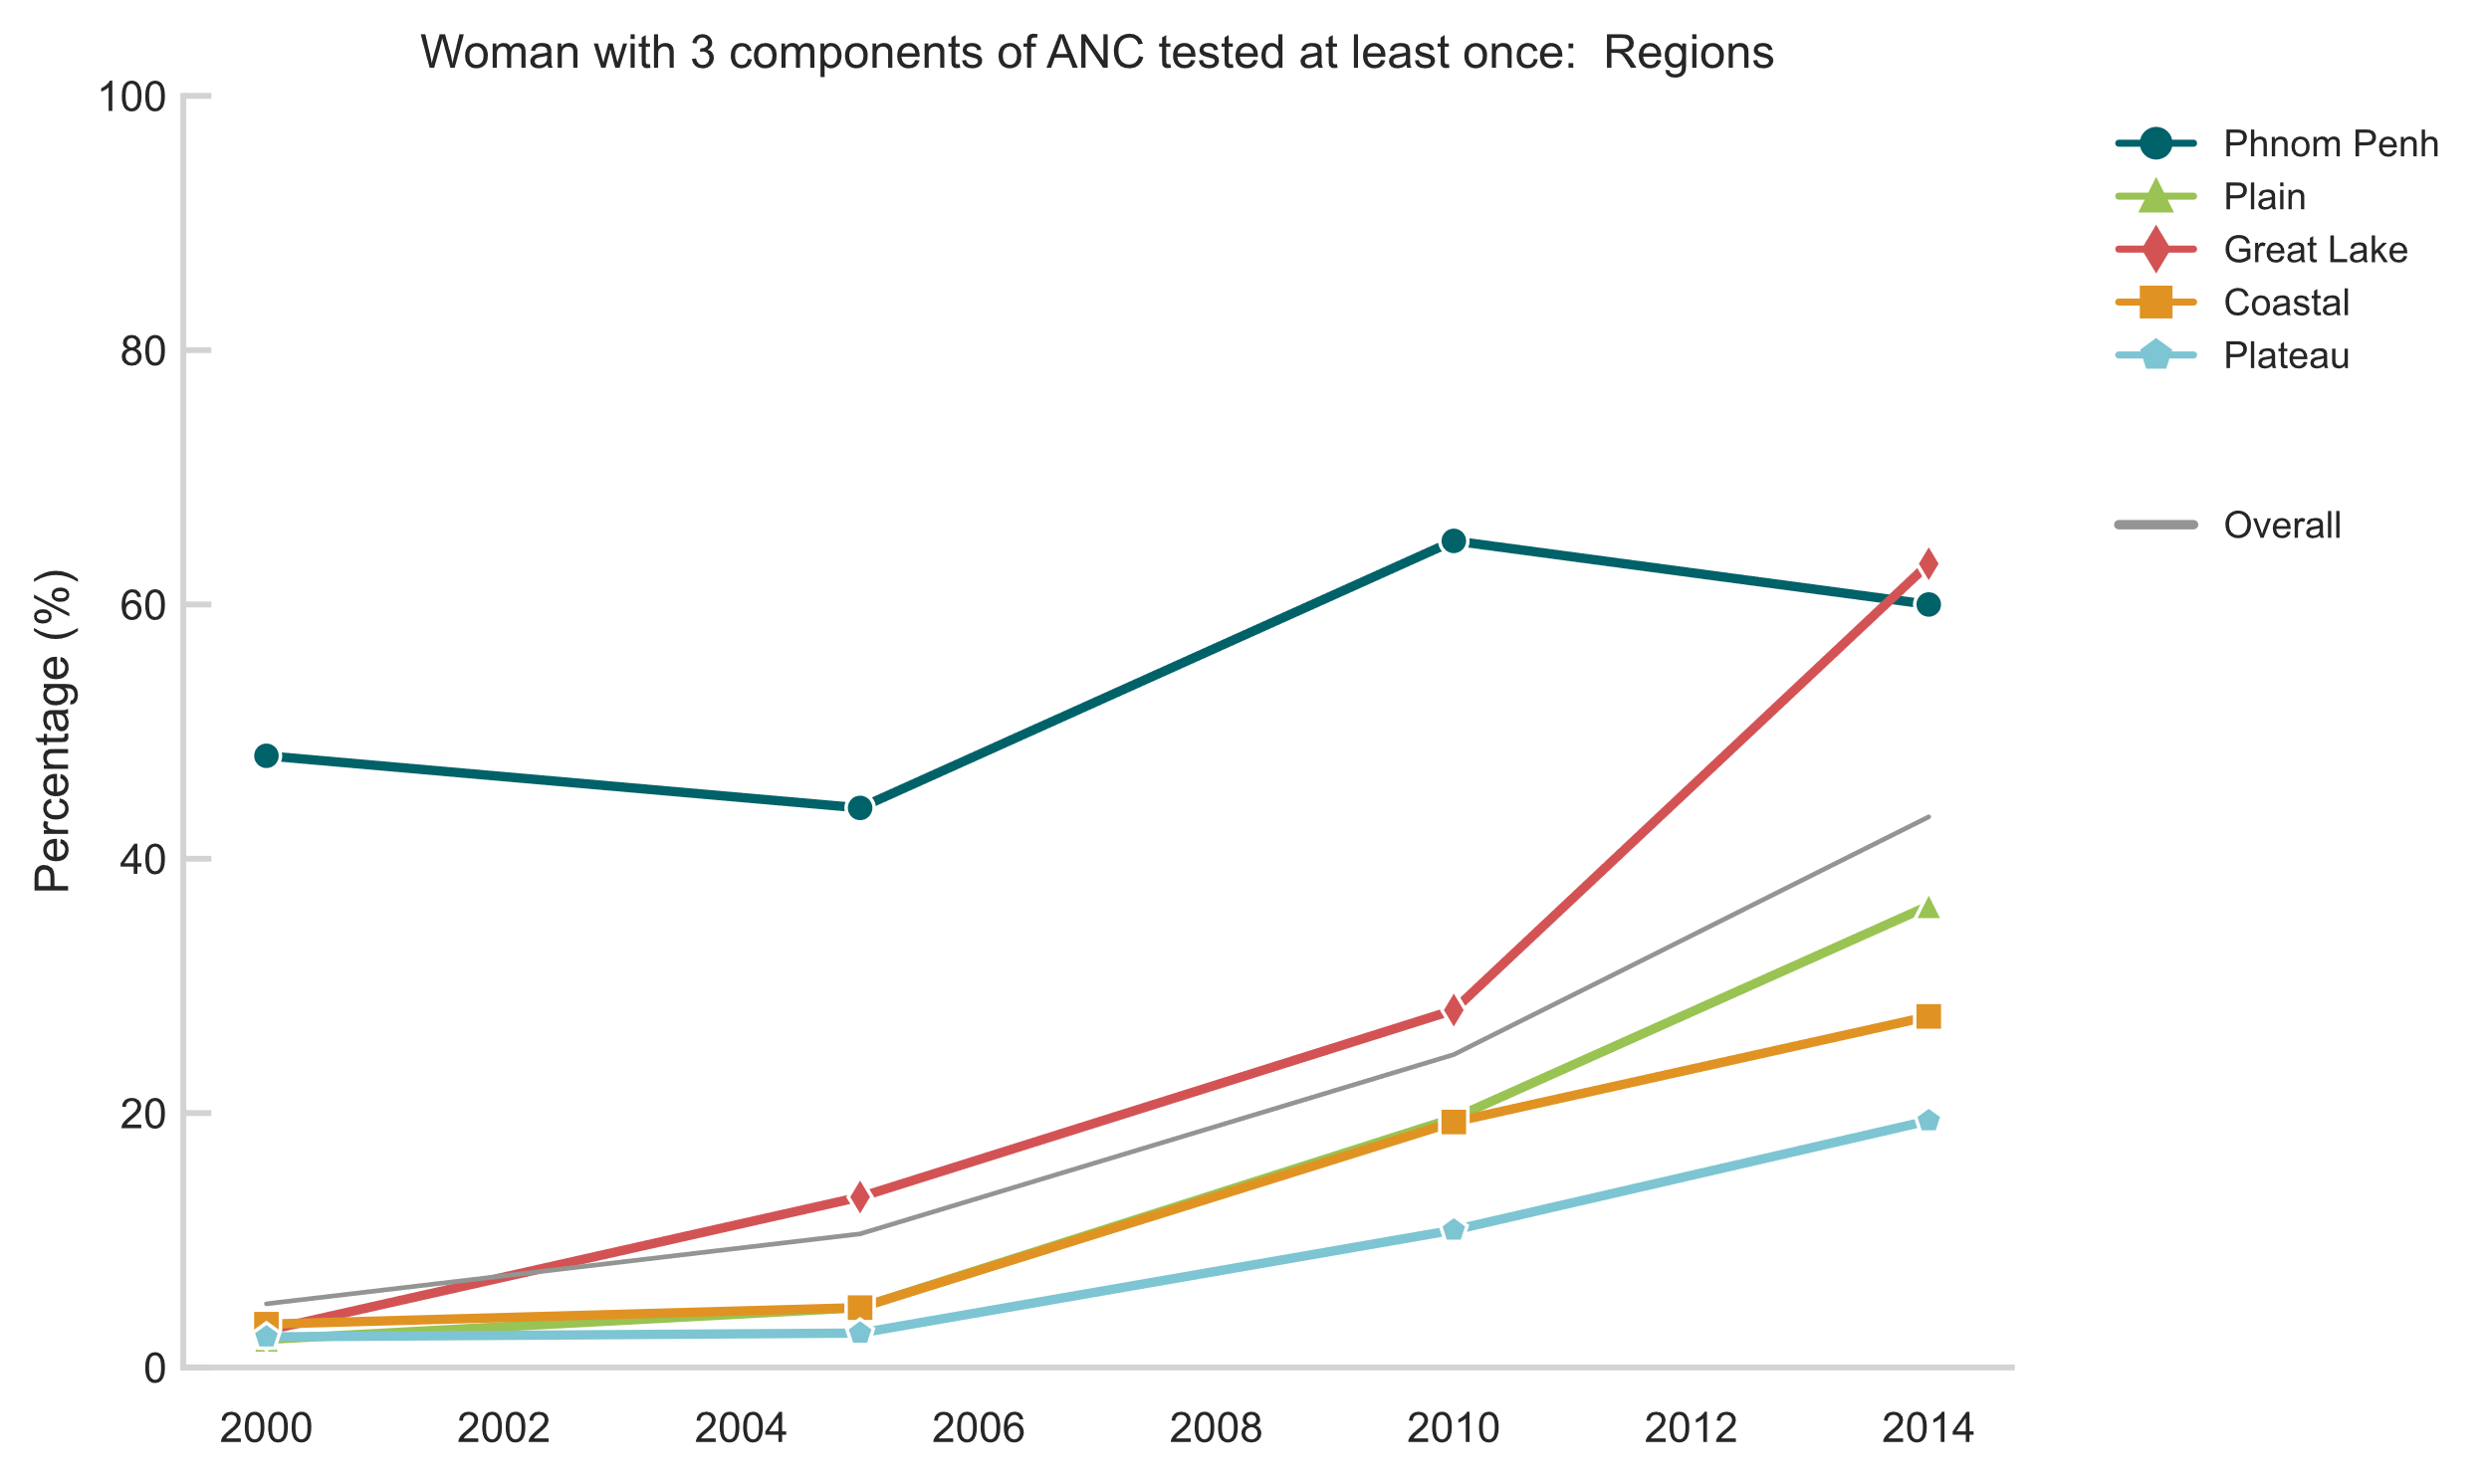 Woman with 3 components of ANC tested at least once: Regions
Percentage (%)
100
80
60
40
20
0
2000 2002 2004 2006 2008 2010 2012 2014
Phnom Penh
Plain
Great Lake
Coastal
Plateau
Overall